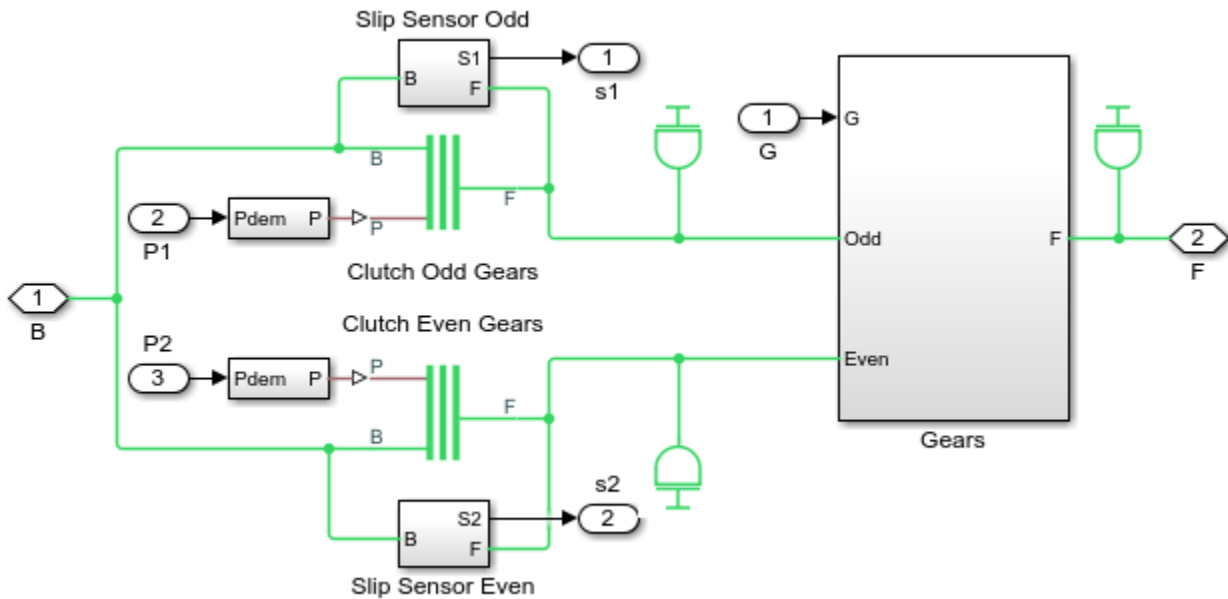 Slip Sensor Odd
S1
B
F
1
s1
B
F
2
P1
Pdem P
P
Clutch Odd Gears
1
G
G
Odd
F
2
F
1
B
Clutch Even Gears
P2
3
Pdem P
P
F
B
Even
Gears
s2
S2
2
B
F
Slip Sensor Even